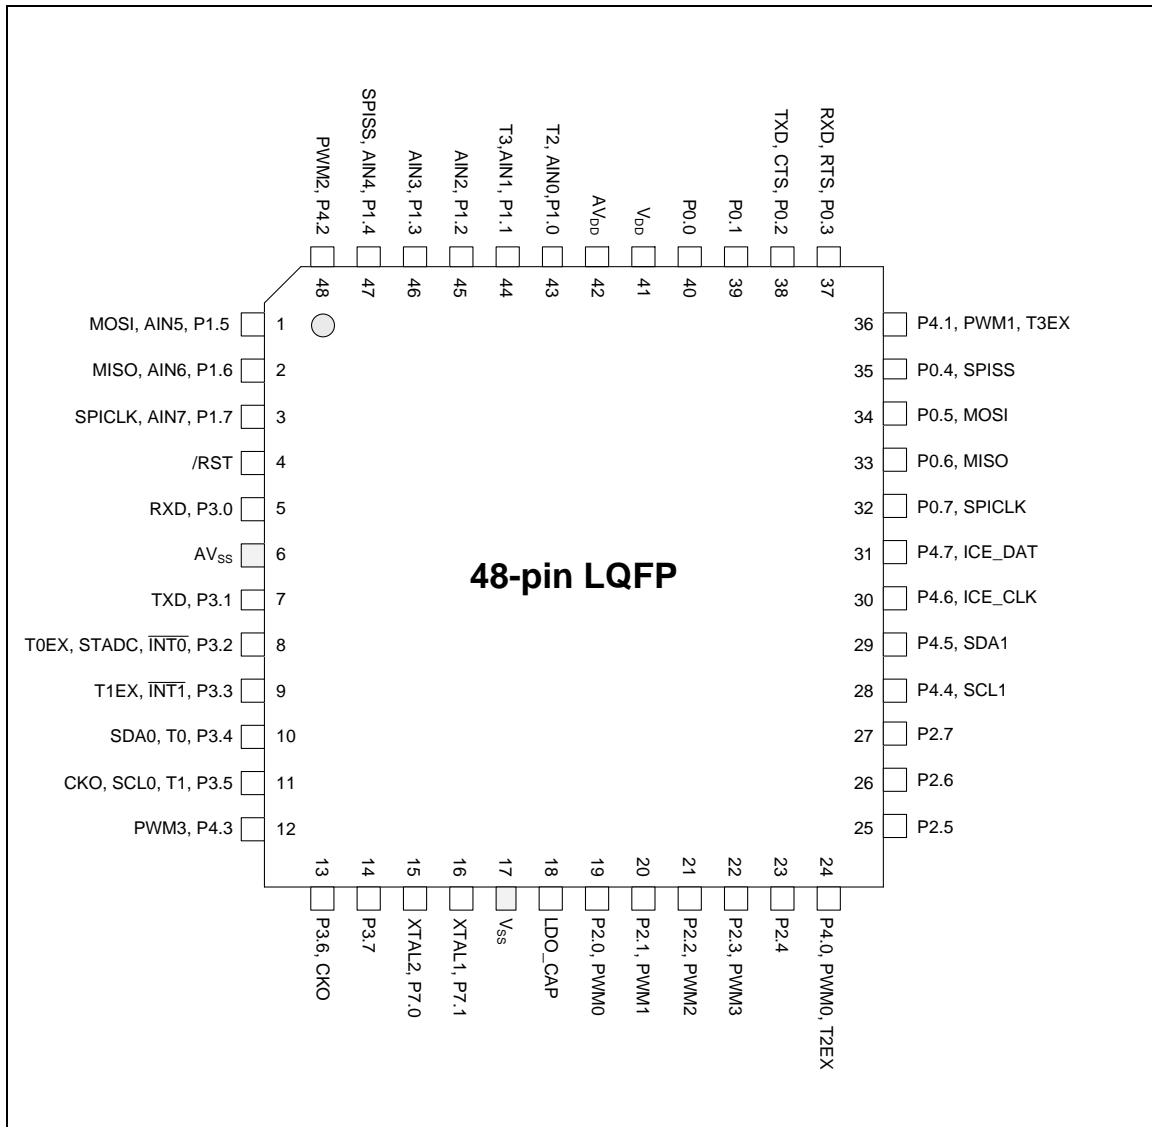 PWM2, P4.2
SPISS, AIN4, P1.4
AIN3, P1.3
AIN2, P1.2
T3,AIN1, P1.1
T2, AIN0,P1.0
AVDD
VDD
P0.0
P0.1
TXD, CTS, P0.2
RXD, RTS, P0.3
48
47
46
45
44
43
42
41
40
39
38
37
MOSI, AIN5, P1.5 1
MISO, AIN6, P1.6 2
SPICLK, AIN7, P1.7 3
/RST 4
RXD, P3.0 5
AVSS 6
TXD, P3.1 7
T0EX, STADC, INT0, P3.2 8
T1EX, INT1, P3.3 9
SDA0, T0, P3.4 10
CKO, SCL0, T1, P3.5 11
PWM3, P4.3 12
48-pin LQFP
36 P4.1, PWM1, T3EX
35 P0.4, SPISS
34 P0.5, MOSI
33 P0.6, MISO
32 P0.7, SPICLK
31 P4.7, ICE_DAT
30 P4.6, ICE_CLK
29 P4.5, SDA1
28 P4.4, SCL1
27 P2.7
26 P2.6
25 P2.5
13
14
15
16
17
18
19
20
21
22
23
24
P3.6, CKO
P3.7
XTAL2, P7.0
XTAL1, P7.1
VSS
LDO_CAP
P2.0, PWM0
P2.1, PWM1
P2.2, PWM2
P2.3, PWM3
P2.4
P4.0, PWM0, T2EX